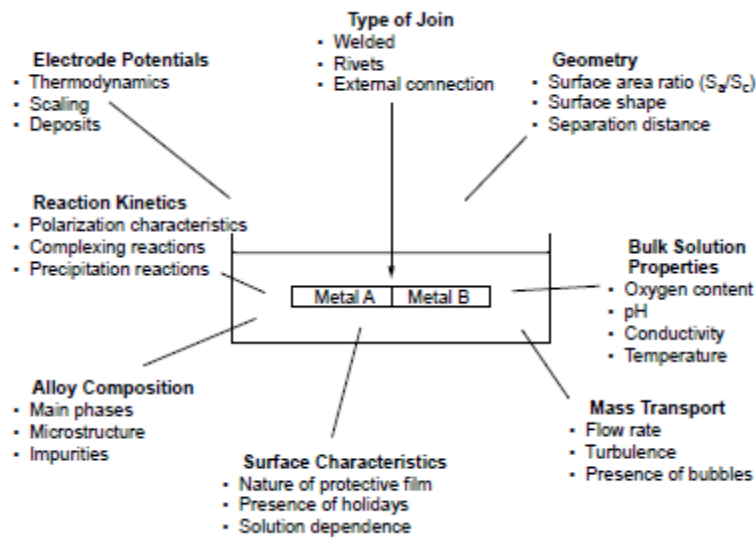 Type of Join
▪ Welded
▪ Rivets
▪ External connection
Electrode Potentials
▪ Thermodynamics
▪ Scaling
▪ Deposits
Geometry
▪ Surface area ratio (Sa/Sc)
▪ Surface shape
▪ Separation distance
Reaction Kinetics
▪ Polarization characteristics
▪ Complexing reactions
▪ Precipitation reactions
Metal A
Metal B
Bulk Solution
Properties
▪ Oxygen content
▪ pH
▪ Conductivity
▪ Temperature
Alloy Composition
▪ Main phases
▪ Microstructure
▪ Impurities
Surface Characteristics
▪ Nature of protective film
▪ Presence of holidays
▪ Solution dependence
Mass Transport
▪ Flow rate
▪ Turbulence
▪ Presence of bubbles